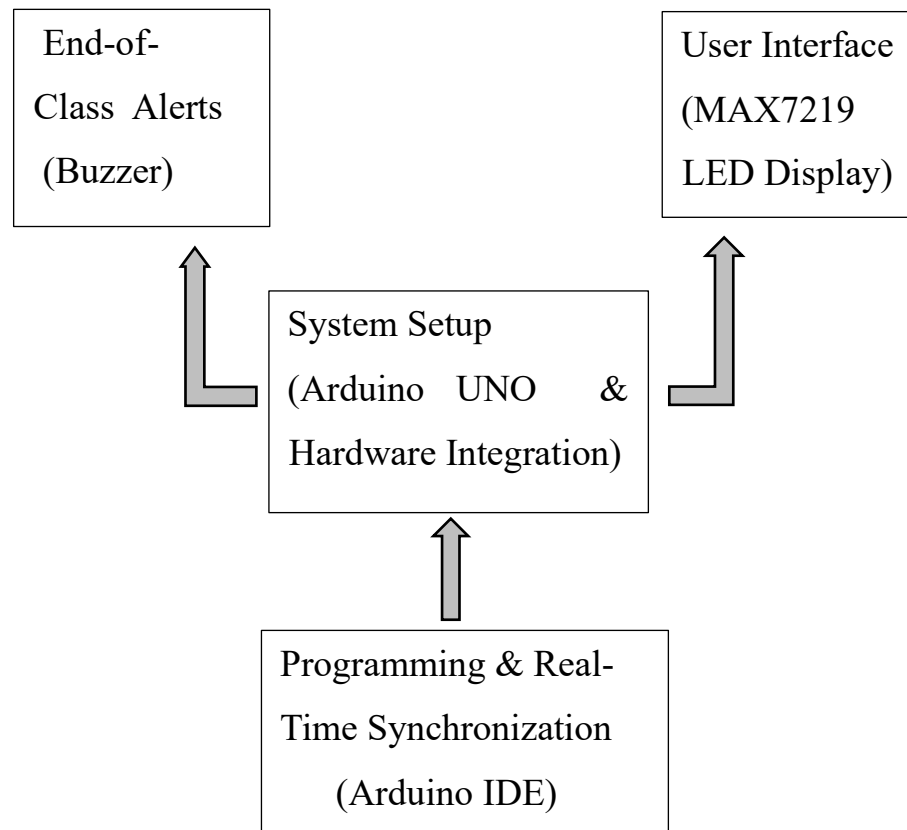 End-of-
Class Alerts
(Buzzer)
User Interface
(MAX7219
LED Display)
System Setup
(Arduino UNO &
Hardware Integration)
Programming & Real-
Time Synchronization
(Arduino IDE)